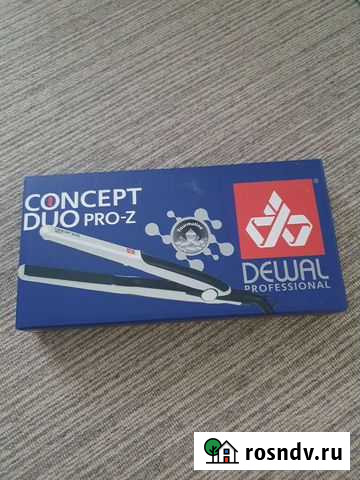 CONCEPT
DUO PRO-Z
®
DEWAL
PROFESSIONAL
rosndv.ru